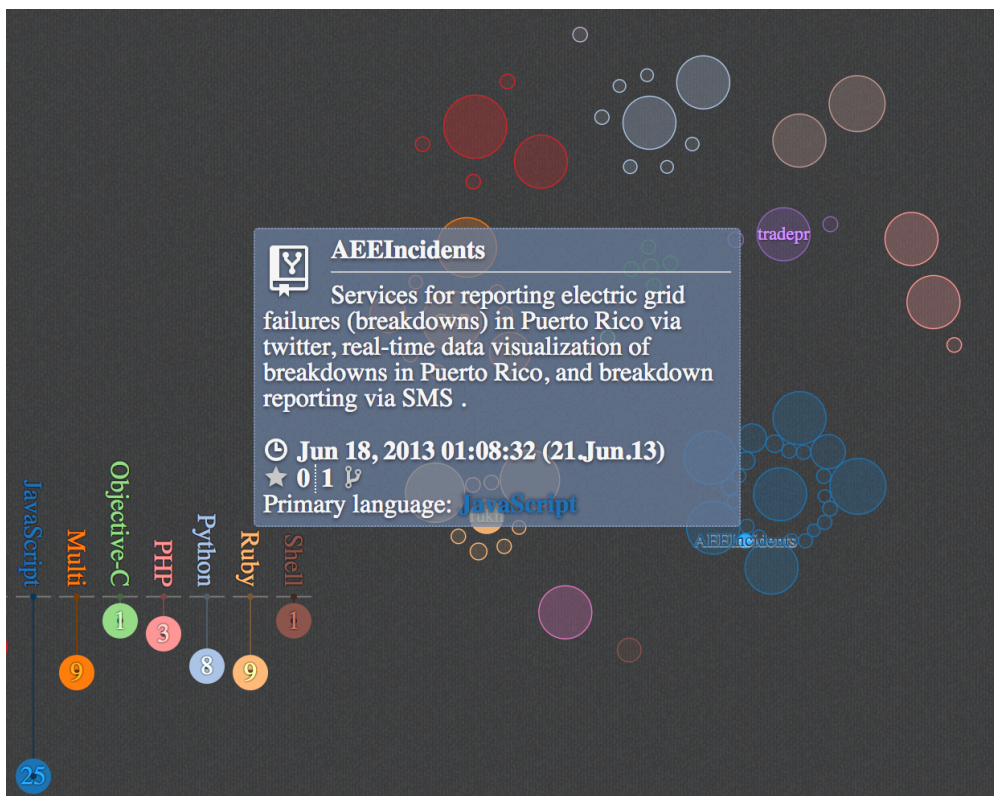 tradepr
AEEIncidents
Services for reporting electric grid
failures (breakdowns) in Puerto Rico via
twitter, real-time data visualization of
breakdowns in Puerto Rico, and breakdown
reporting via SMS .
Jun 18, 2013 01:08:32 (21.Jun.13)
0 1
Primary language: JavaScript
AEEIncidents
JavaScript
Multi
Objective-C
PHP
Python
Ruby
Shell
1
3
1
9
8
9
25